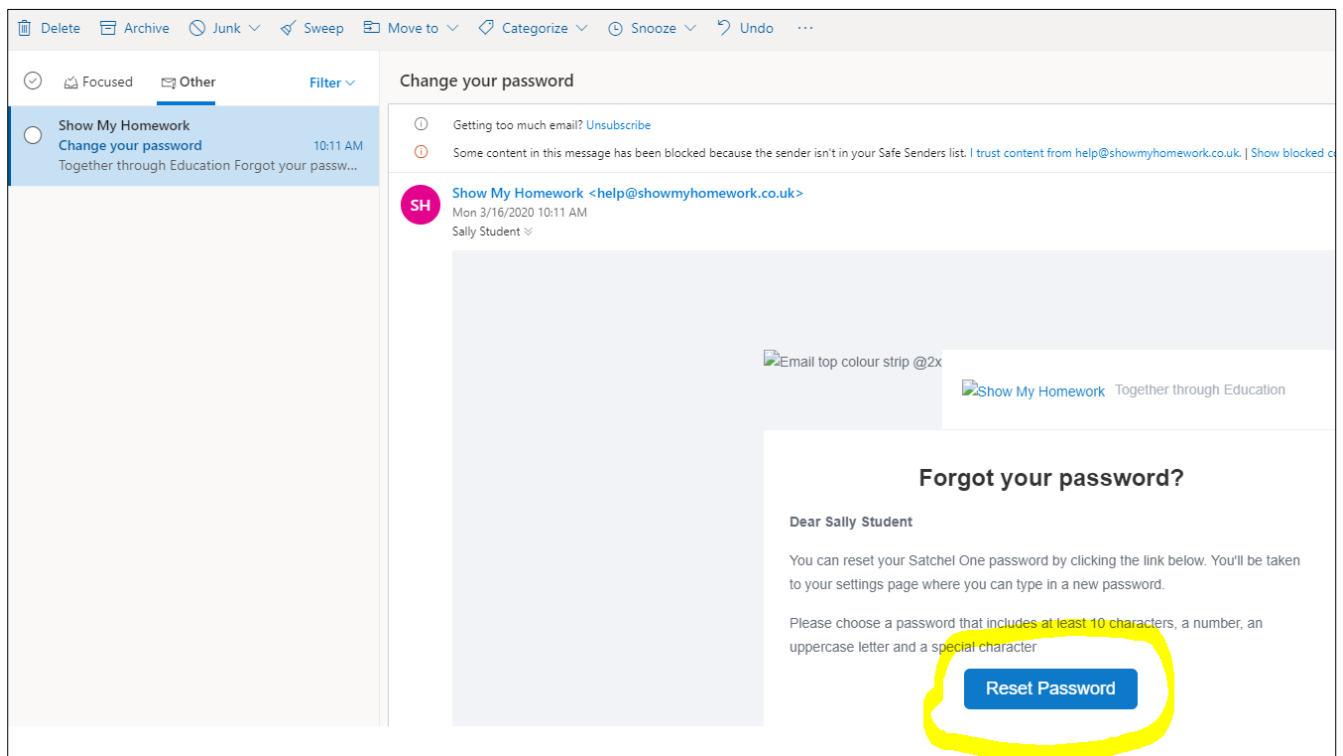 Delete Archive Junk Sweep Move to Categorize Snooze Undo ...
Focused Other Filter
Show My Homework
Change your password 10:11 AM
Together through Education Forgot your passw...
Change your password
Getting too much email? Unsubscribe
Some content in this message has been blocked because the sender isn't in your Safe Senders list. I trust content from help@showmyhomework.co.uk. | Show blocked
SH
Show My Homework <help@showmyhomework.co.uk>
Mon 3/16/2020 10:11 AM
Sally Student
Email top colour strip @2x
Show My Homework Together through Education
Forgot your password?
Dear Sally Student
You can reset your Satchel One password by clicking the link below. You'll be taken
to your settings page where you can type in a new password.
Please choose a password that includes at least 10 characters, a number, an
uppercase letter and a special character
Reset Password